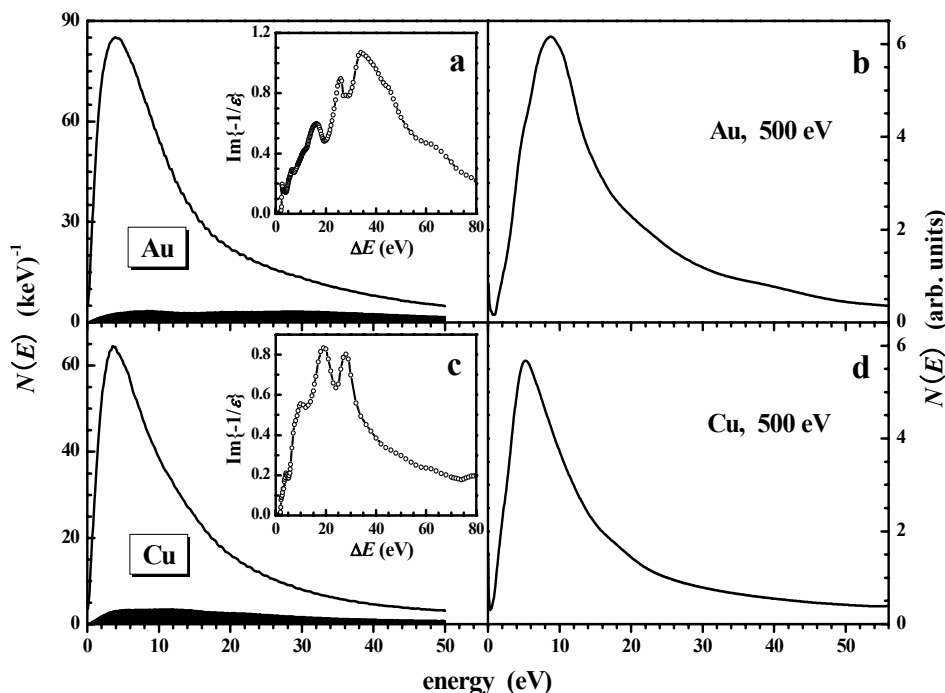 90
60
30
0
N(E) (keV)⁻¹
Au
1.2
0.9
0.6
0.3
0.0
Im{-1/ε}
0 20 40 60 80
ΔE (eV)
a
b
Au, 500 eV
6
4
2
0
N(E) (arb. units)
60
40
20
0
Cu
0.8
0.6
0.4
0.2
0.0
Im{-1/ε}
0 20 40 60 80
ΔE (eV)
c
d
Cu, 500 eV
6
4
2
0
0 10 20 30 40 50
0 10 20 30 40 50
energy (eV)